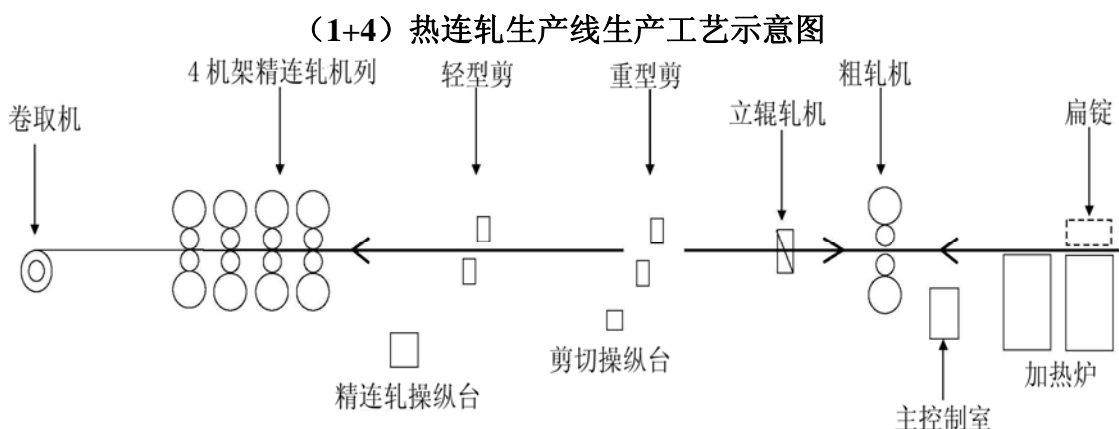 （1+4）热连轧生产线生产工艺示意图
4机架精连轧机列
轻型剪
重型剪
粗轧机
卷取机
立辊轧机
扁锭
精连轧操纵台
剪切操纵台
加热炉
主控制室